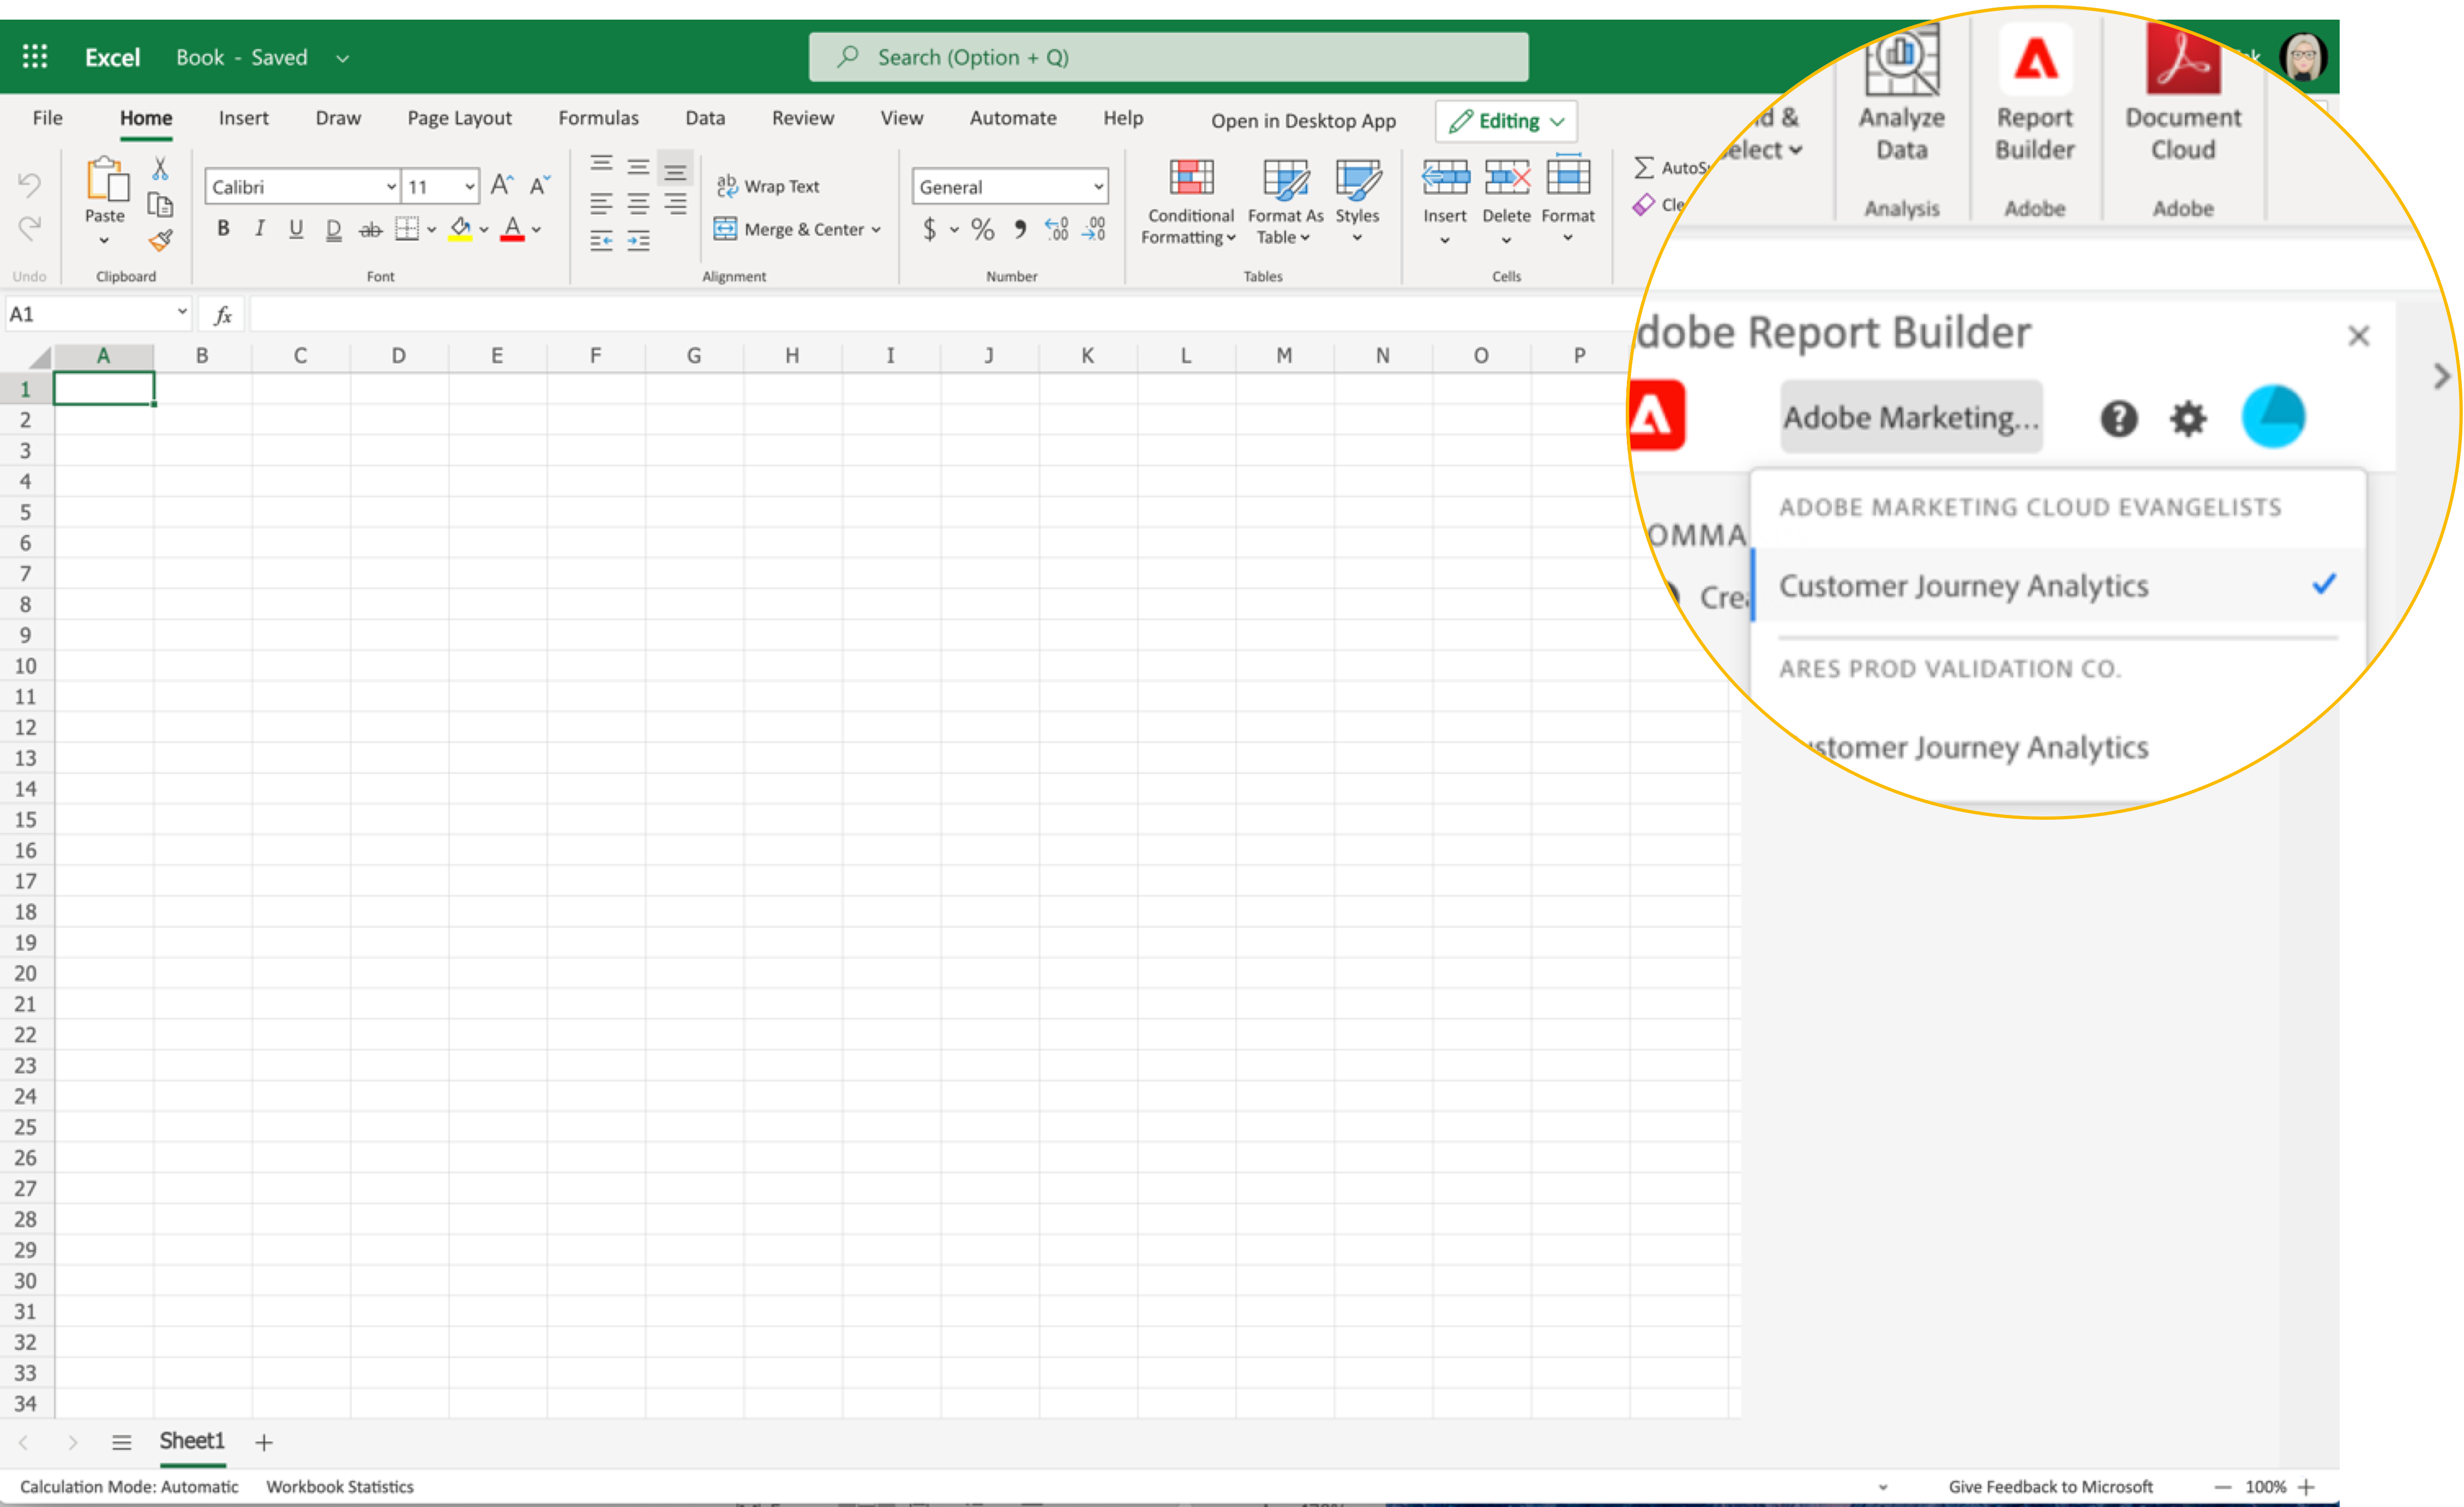 Excel Book - Saved Search (Option + Q)
File Home Insert Draw Page Layout Formulas Data Review View Automate Help Open in Desktop App Editing
Undo
Paste
Clipboard
Calibri 11 A A
B I U D ab A
Font
ab Wrap Text
Merge & Center
Alignment
General
$ % 9 .00 .00
Number
Conditional Formatting
Format As Table
Styles
Tables
Insert Delete Format
Cells
Analyze
Data
Analysis
Report
Builder
Adobe
Document
Cloud
Adobe
A1 fx
A B C D E F G H I J K L M N O P
1
2
3
4
5
6
7
8
9
10
11
12
13
14
15
16
17
18
19
20
21
22
23
24
25
26
27
28
29
30
31
32
33
34
dobe Report Builder
Adobe Marketing...
ADOBE MARKETING CLOUD EVANGELISTS
Customer Journey Analytics
ARES PROD VALIDATION CO.
Journey Analytics
Sheet1
Calculation Mode: Automatic Workbook Statistics Give Feedback to Microsoft 100%